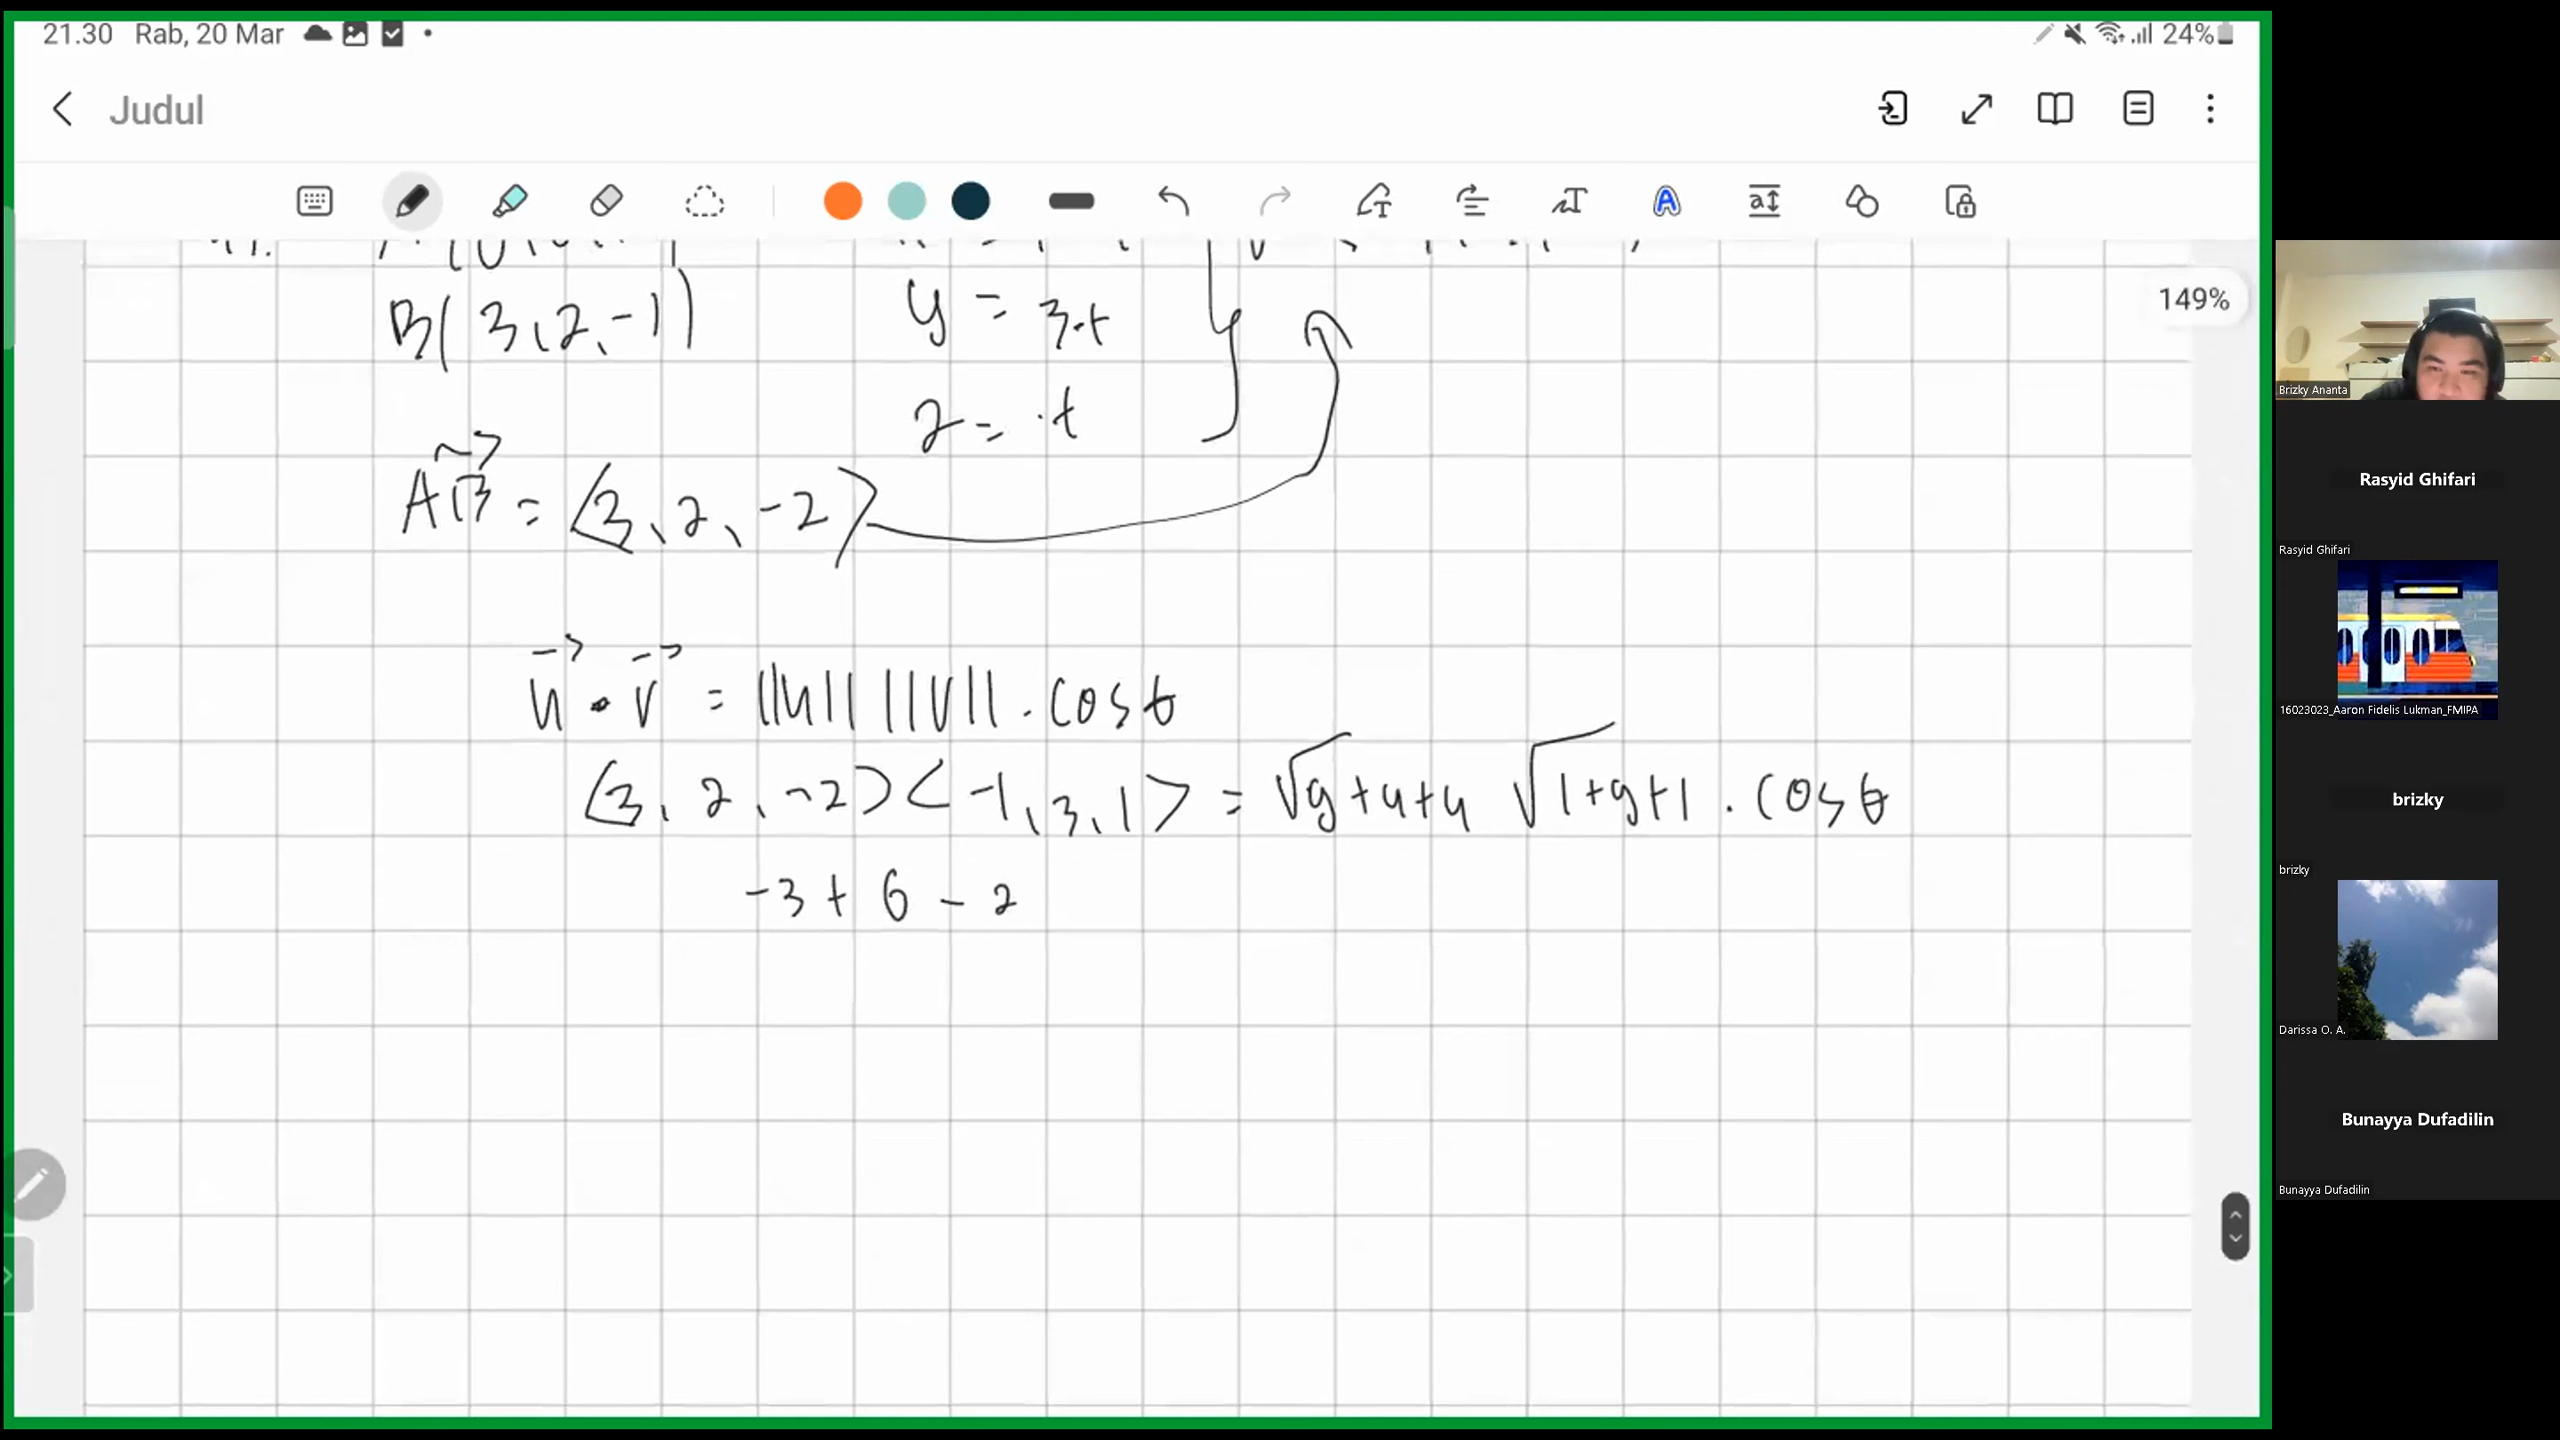 21.30 Rab, 20 Mar
24%
Judul
149%
B(3,2,-1)
y = 3.t
z = .t
AB = <3, 2, -2>
u • v = ||u|| ||v|| . cos θ
<3, 2, -2> < -1, 3, 1 > = √9+4+4 √1+9+1 . cos θ
-3 + 6 - 2
Brizky Ananta
Rasyid Ghifari
Rasyid Ghifari
16023023_Aaron Fidelis Lukman_FMIPA
brizky
brizky
Darissa O. A.
Bunayya Dufadilin
Bunayya Dufadilin